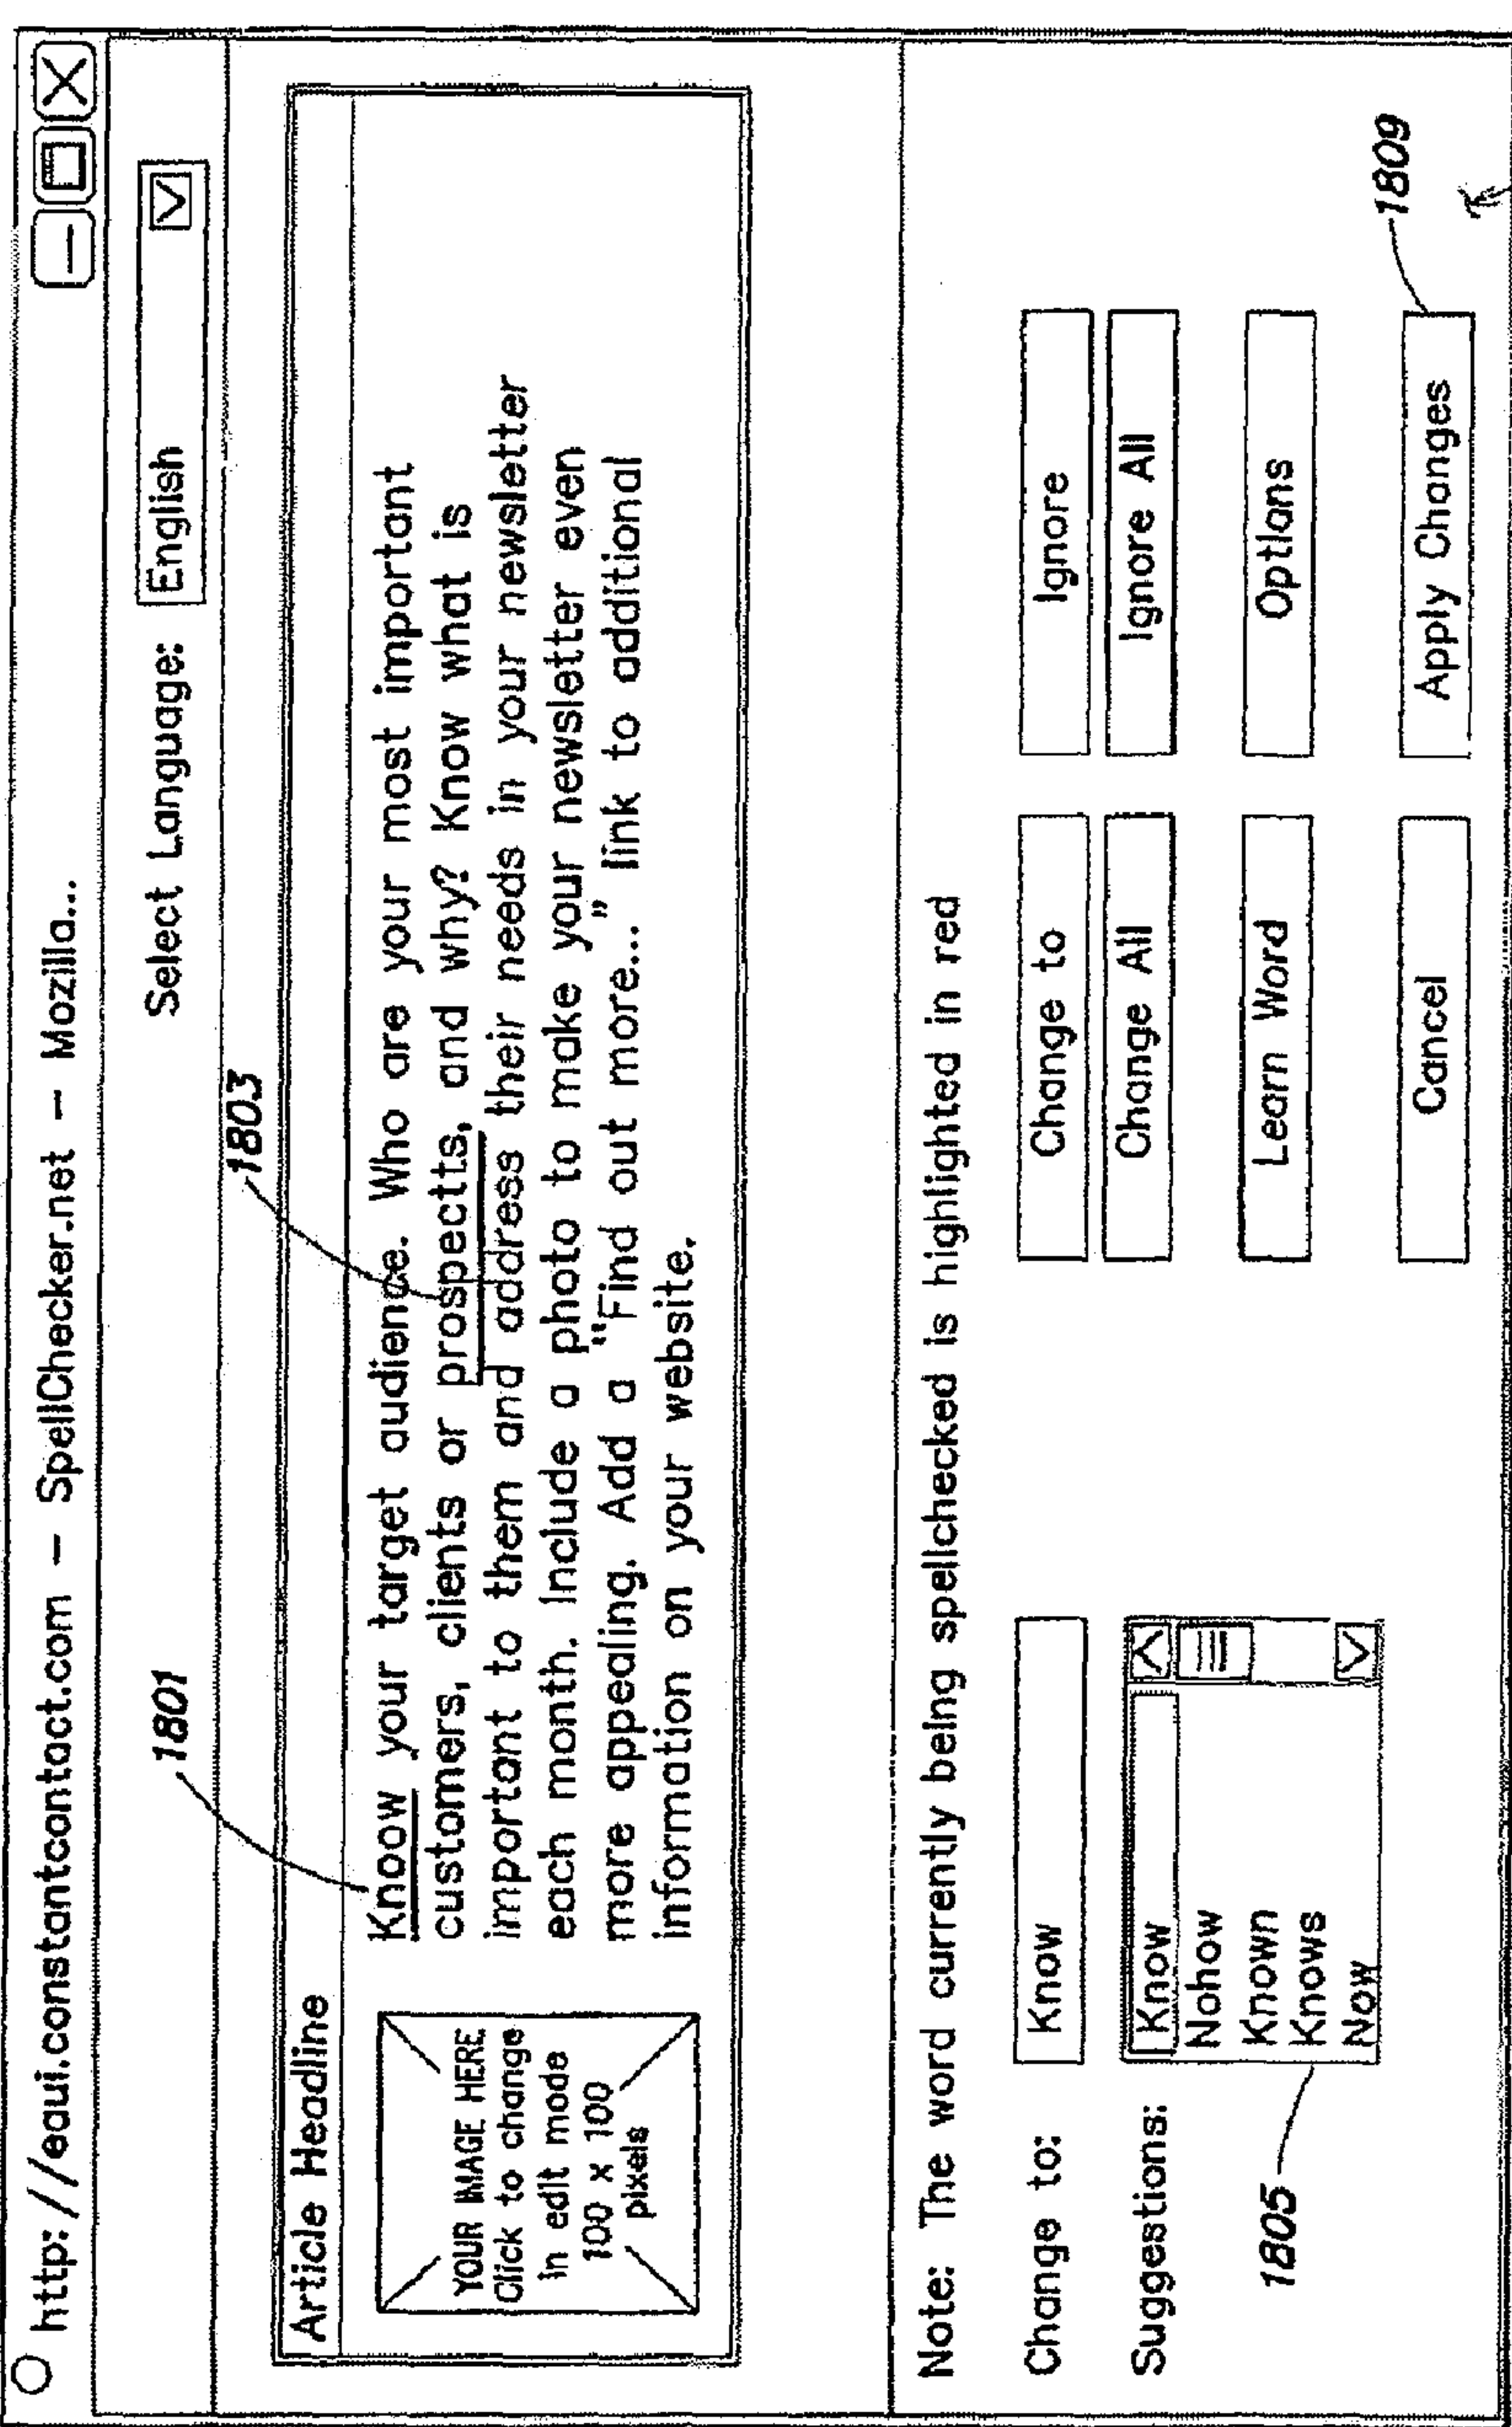 http://eaui.constantcontact.com – SpellChecker.net – Mozilla...
Select Language: English
1801
1803
Article Headline
YOUR IMAGE HERE
Click to change
in edit mode
100 x 100
pixels
Knoow your target audience. Who are your most important
customers, clients or prospectts, and why? Know what is
important to them and address their needs in your newsletter
each month. Include a photo to make your newsletter even
more appealing. Add a "Find out more..." link to additional
information on your website.
Note: The word currently being spellchecked is highlighted in red
Change to: Know
Change to
Ignore
Suggestions:
Know
Nohow
Known
Knows
Now
1805
Change All
Ignore All
Learn Word
Options
Cancel
Apply Changes
1809